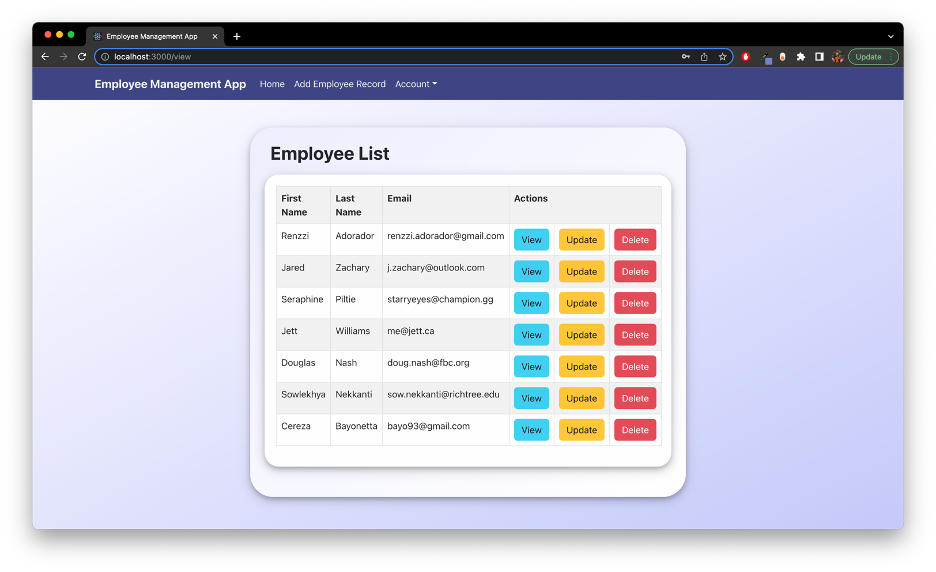 Employee Management App
localhost:3000/view
Update
Employee Management App Home Add Employee Record Account
Employee List
First Name Last Name Email Actions
Renzzi Adorador renzzi.adorador@gmail.com View Update Delete
Jared Zachary j.zachary@outlook.com View Update Delete
Seraphine Piltie starryeyes@champion.gg View Update Delete
Jett Williams me@jett.ca View Update Delete
Douglas Nash doug.nash@fbc.org View Update Delete
Sowlekhya Nekkanti sow.nekkanti@richtree.edu View Update Delete
Cereza Bayonetta bayo93@gmail.com View Update Delete